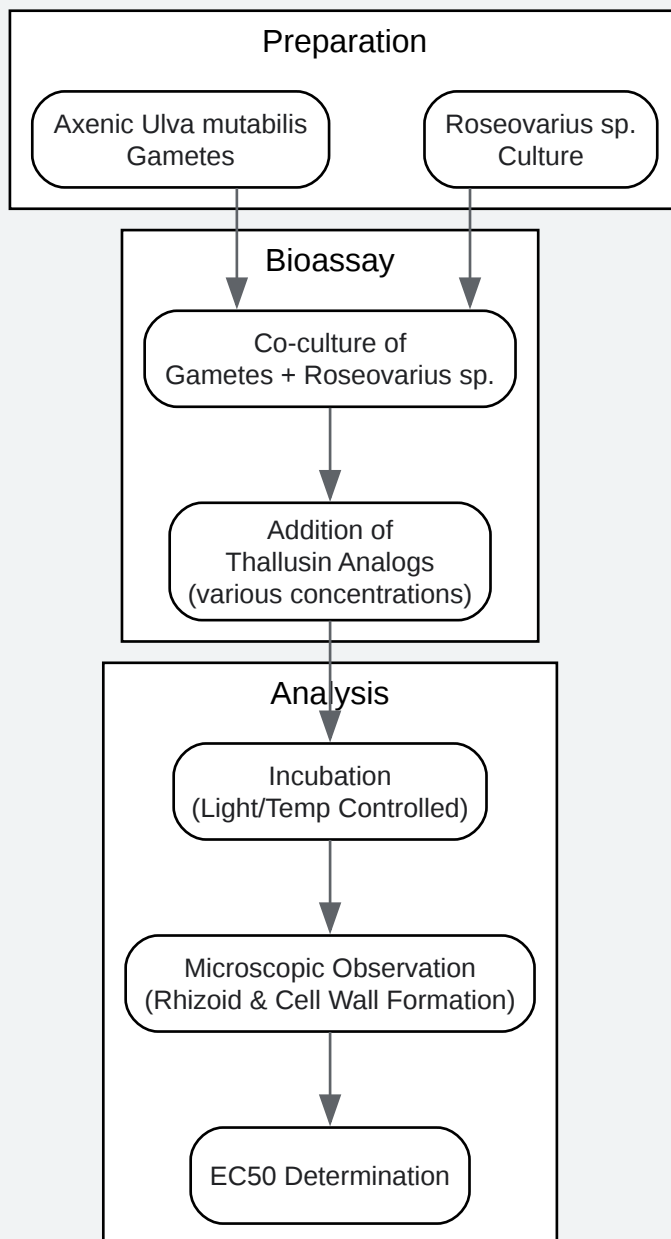 Preparation
Axenic Ulva mutabilis
Gametes
Roseovarius sp.
Culture
Bioassay
Co-culture of
Gametes + Roseovarius sp.
Addition of
Thallusin Analogs
(various concentrations)
Analysis
Incubation
(Light/Temp Controlled)
Microscopic Observation
(Rhizoid & Cell Wall Formation)
EC50 Determination